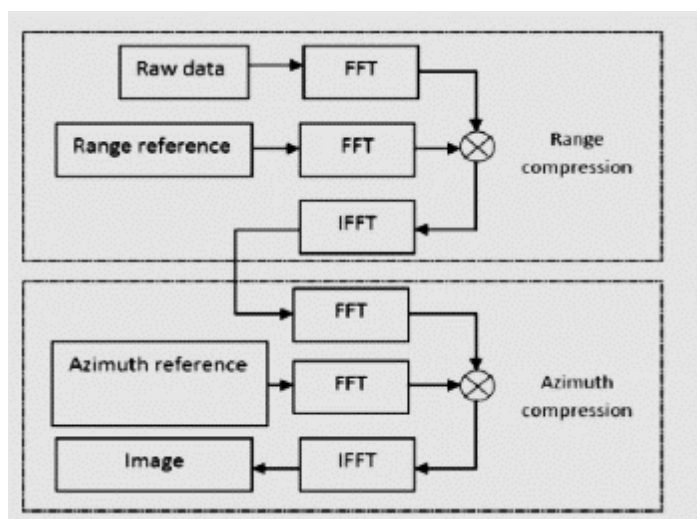 Raw data
FFT
Range reference
FFT
Range
compression
IFFT
FFT
Azimuth reference
FFT
Azimuth
compression
Image
IFFT